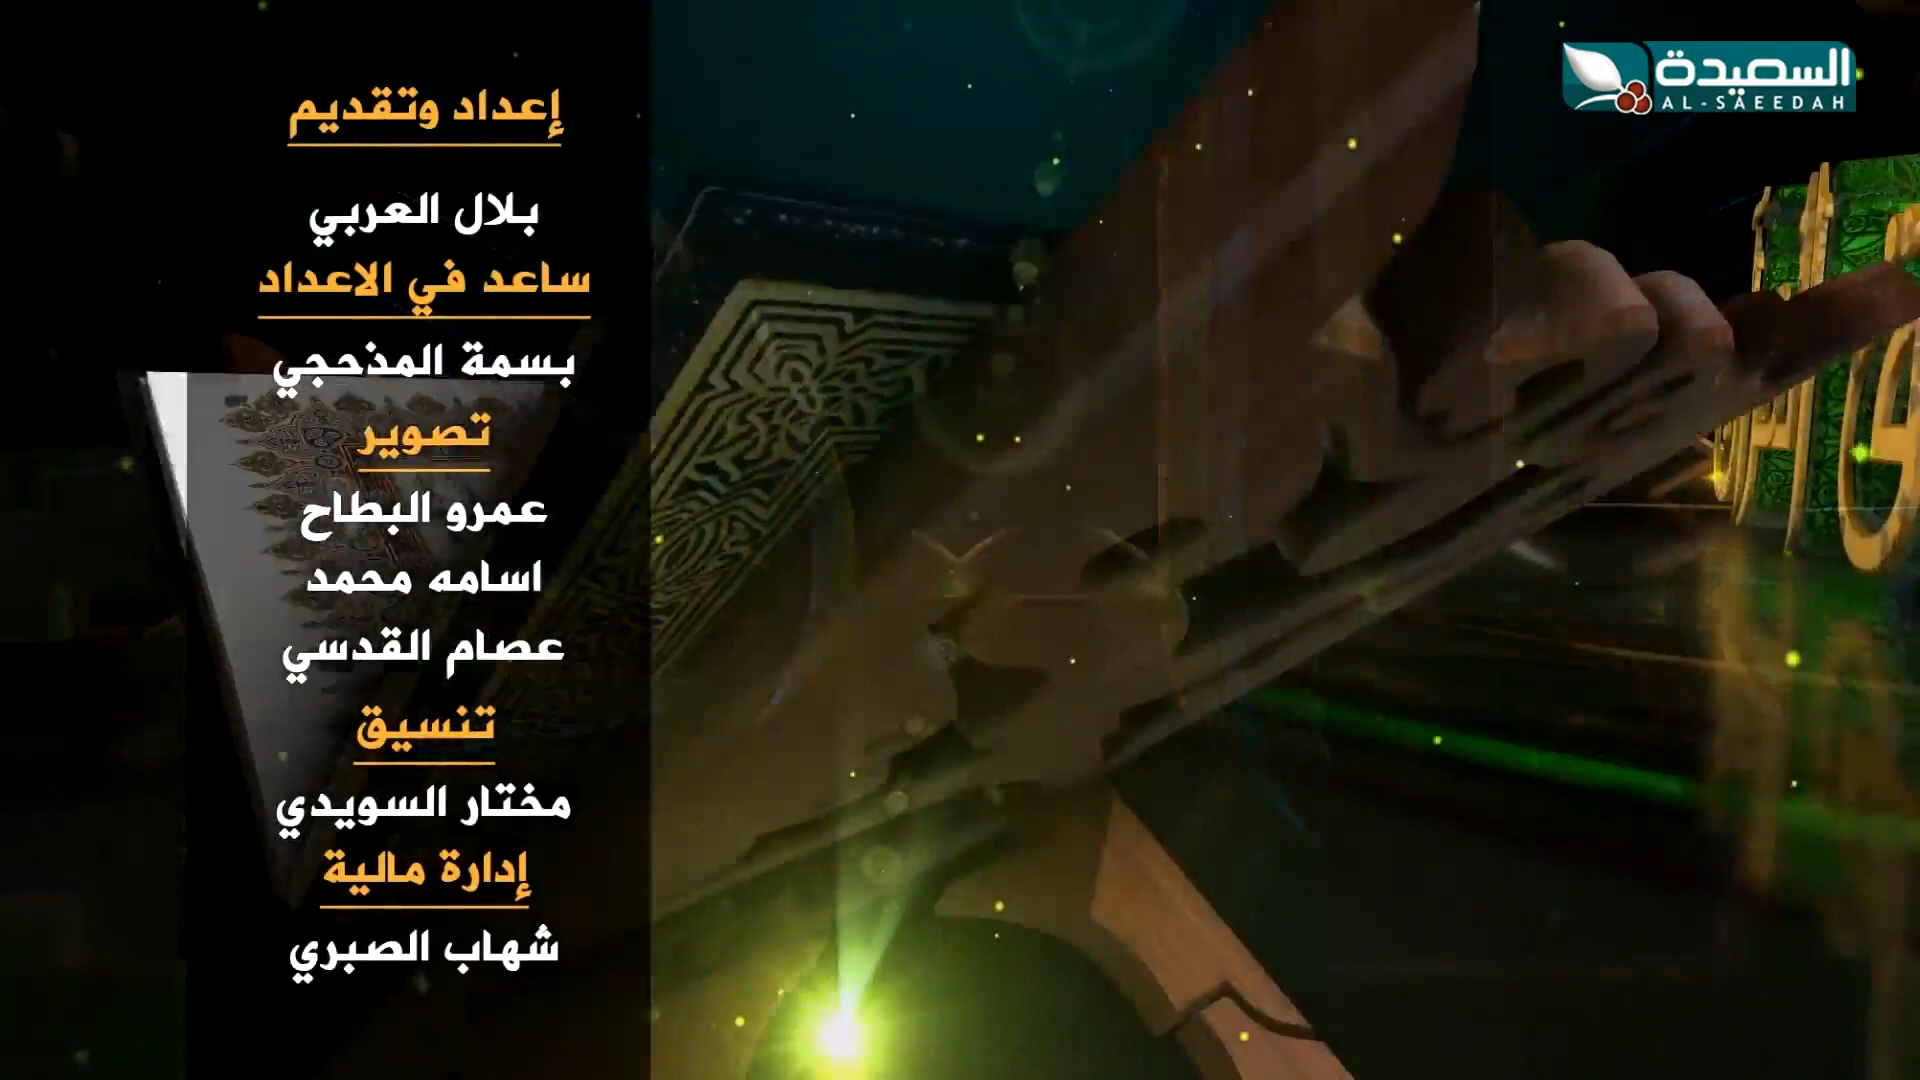 السعيدة
AL-SAEEDAH
إعداد وتقديم
بلال العربي
ساعد في الاعداد
بسمة المذحجي
تصوير
عمرو البطاح
اسامه محمد
عصام القدسي
تنسيق
مختار السويدي
إدارة مالية
شهاب الصبري